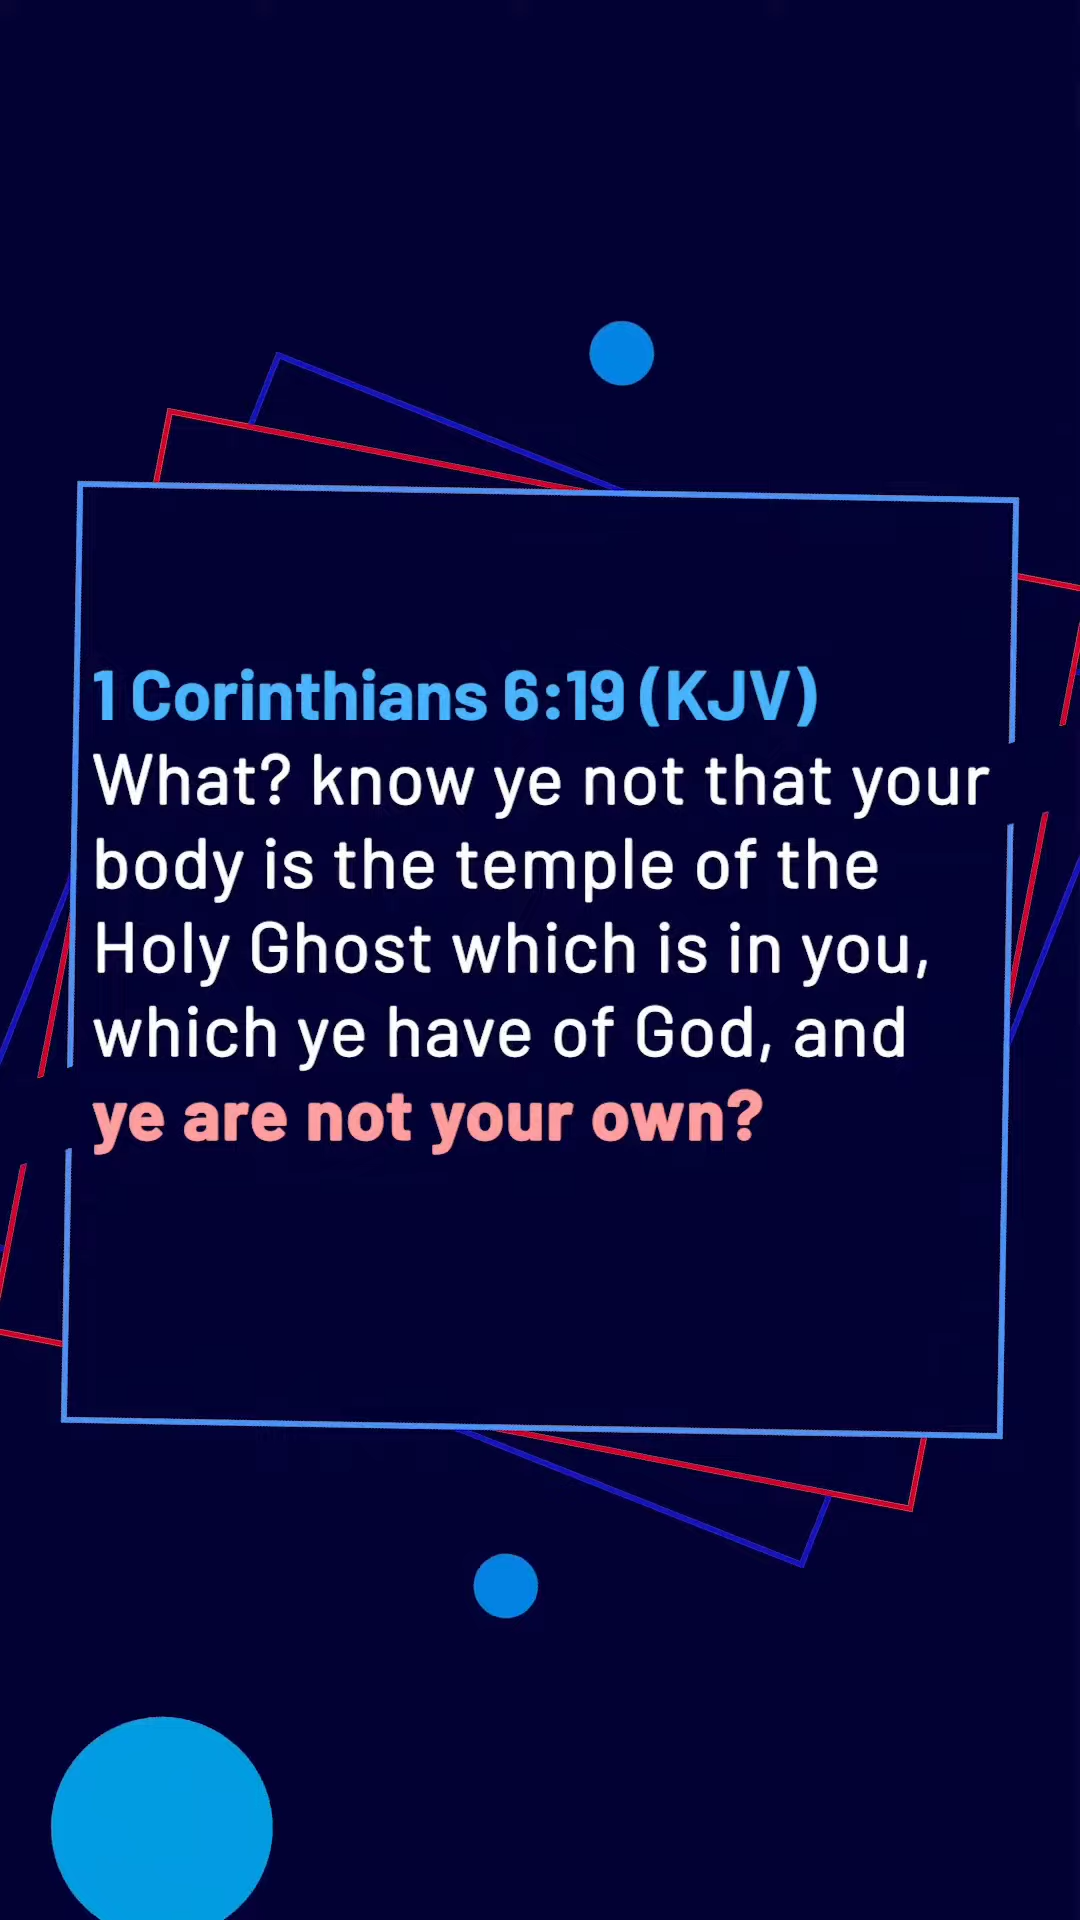 1 Corinthians 6:19 (KJV)
What? know ye not that your
body is the temple of the
Holy Ghost which is in you,
which ye have of God, and
ye are not your own?